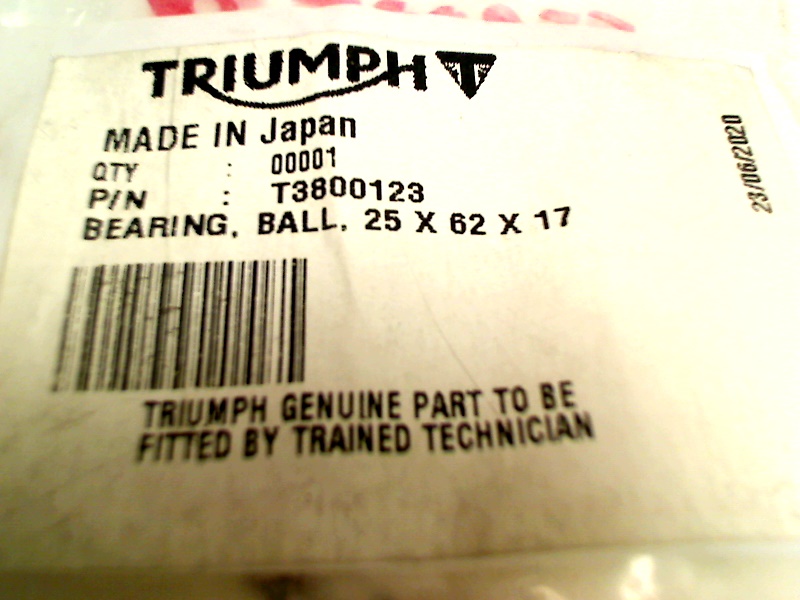 TRIUMPH
MADE IN Japan
QTY : 00001
P/N : T3800123
BEARING, BALL, 25 X 62 X 17
TRIUMPH GENUINE PART TO BE
FITTED BY TRAINED TECHNICIAN
23/06/2020